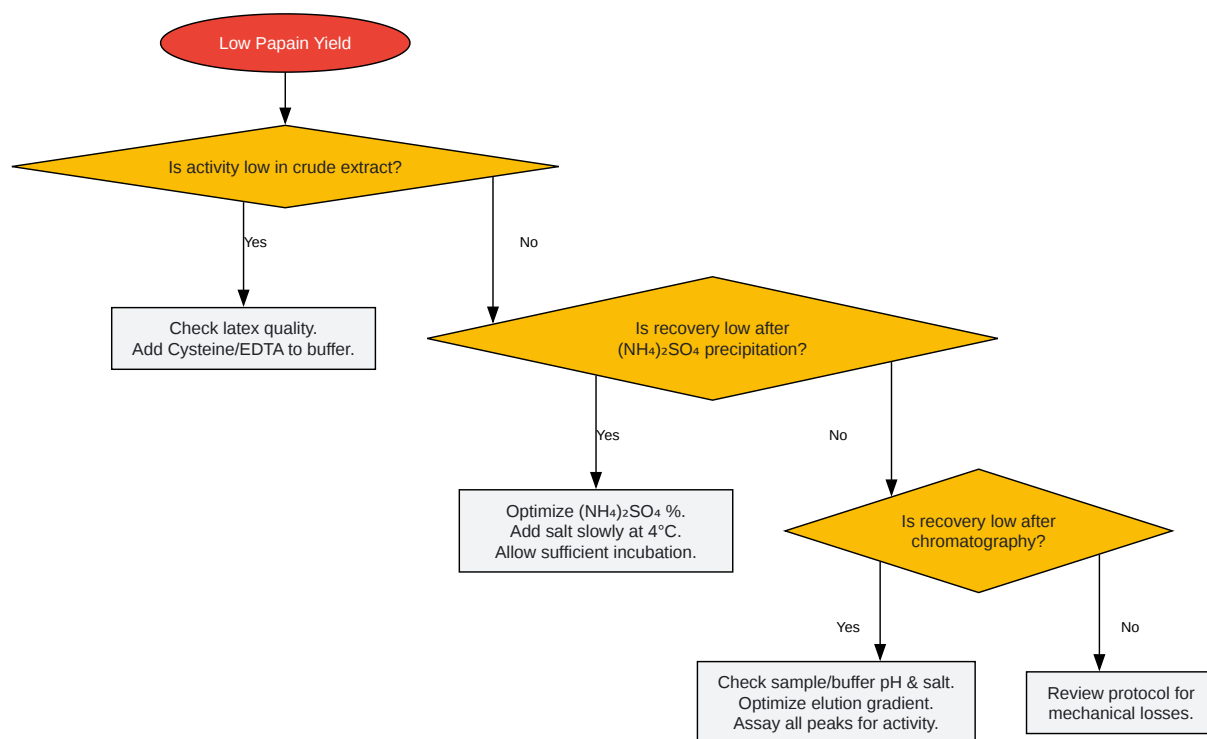 Low Papain Yield
Is activity low in crude extract?
Yes
No
Check latex quality.
Add Cysteine/EDTA to buffer.
Is recovery low after
(NH₄)₂SO₄ precipitation?
Yes
No
Optimize (NH₄)₂SO₄ %.
Add salt slowly at 4°C.
Allow sufficient incubation.
Is recovery low after
chromatography?
Yes
No
Check sample/buffer pH & salt.
Optimize elution gradient.
Assay all peaks for activity.
Review protocol for
mechanical losses.